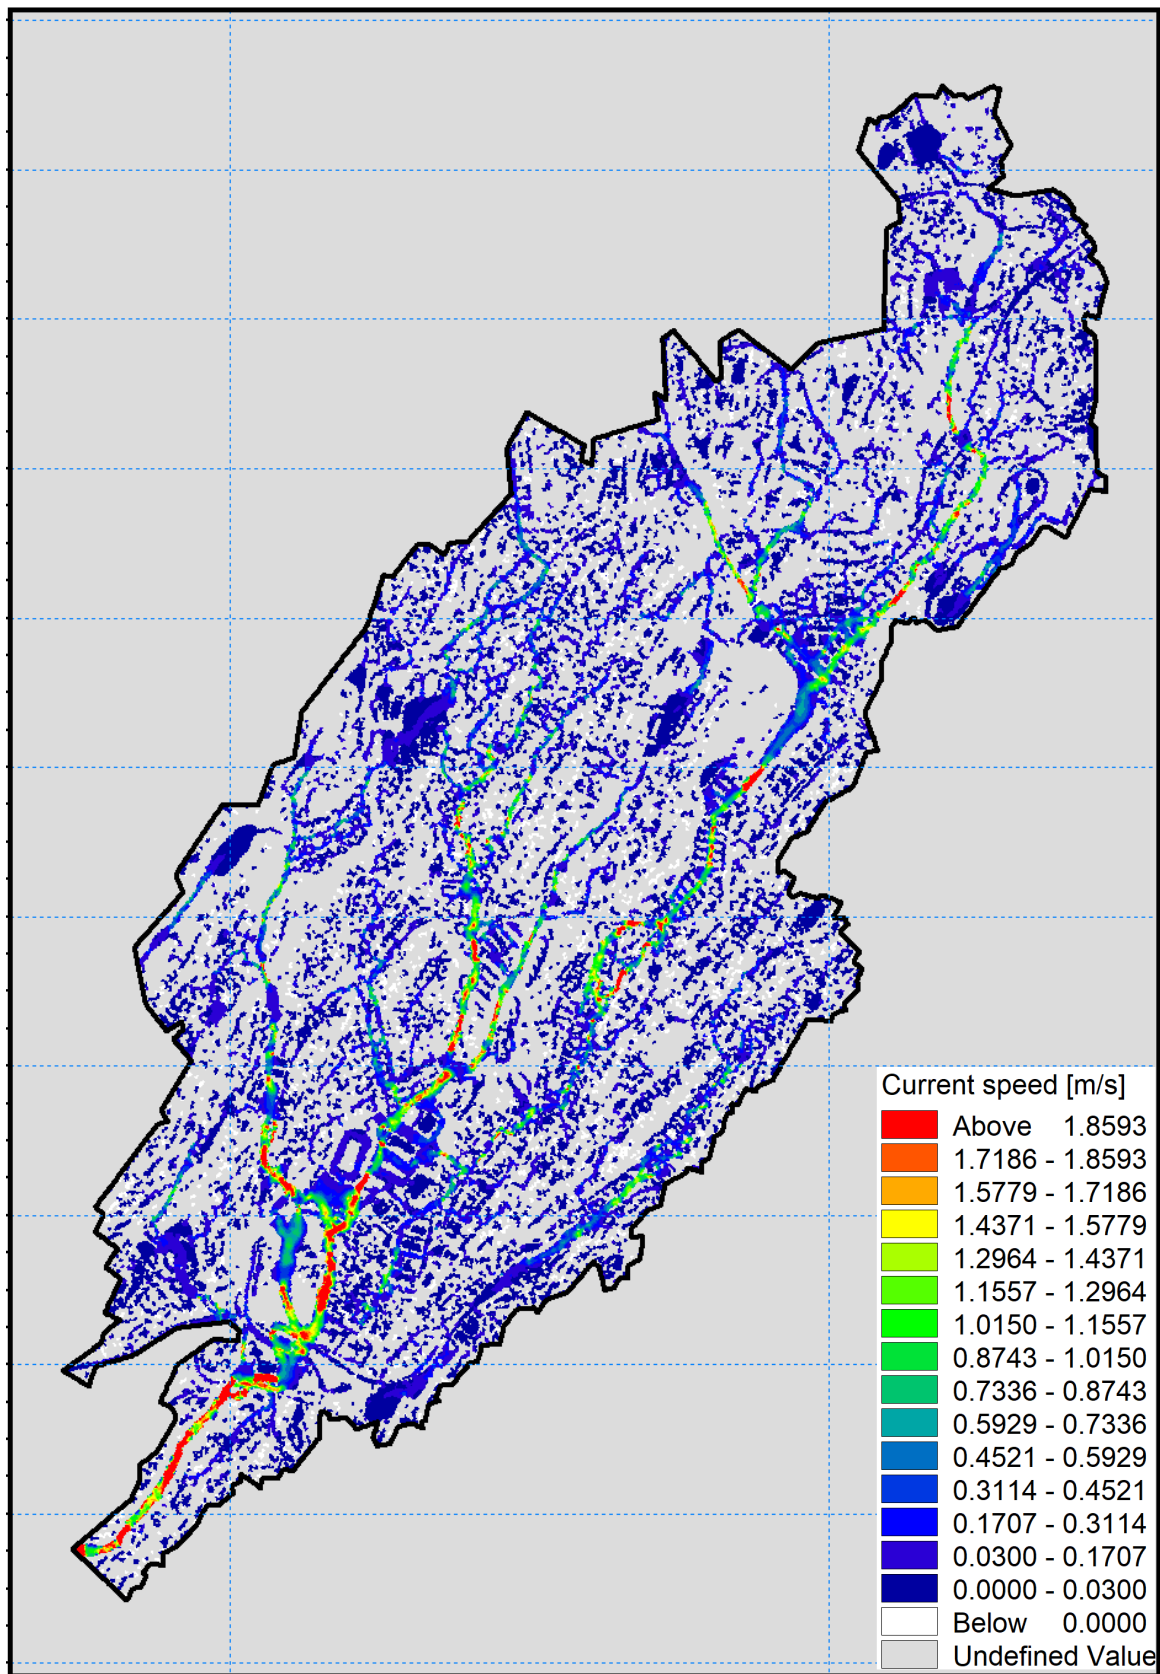 Current speed [m/s]
Above 1.8593
1.7186 - 1.8593
1.5779 - 1.7186
1.4371 - 1.5779
1.2964 - 1.4371
1.1557 - 1.2964
1.0150 - 1.1557
0.8743 - 1.0150
0.7336 - 0.8743
0.5929 - 0.7336
0.4521 - 0.5929
0.3114 - 0.4521
0.1707 - 0.3114
0.0300 - 0.1707
0.0000 - 0.0300
Below 0.0000
Undefined Value